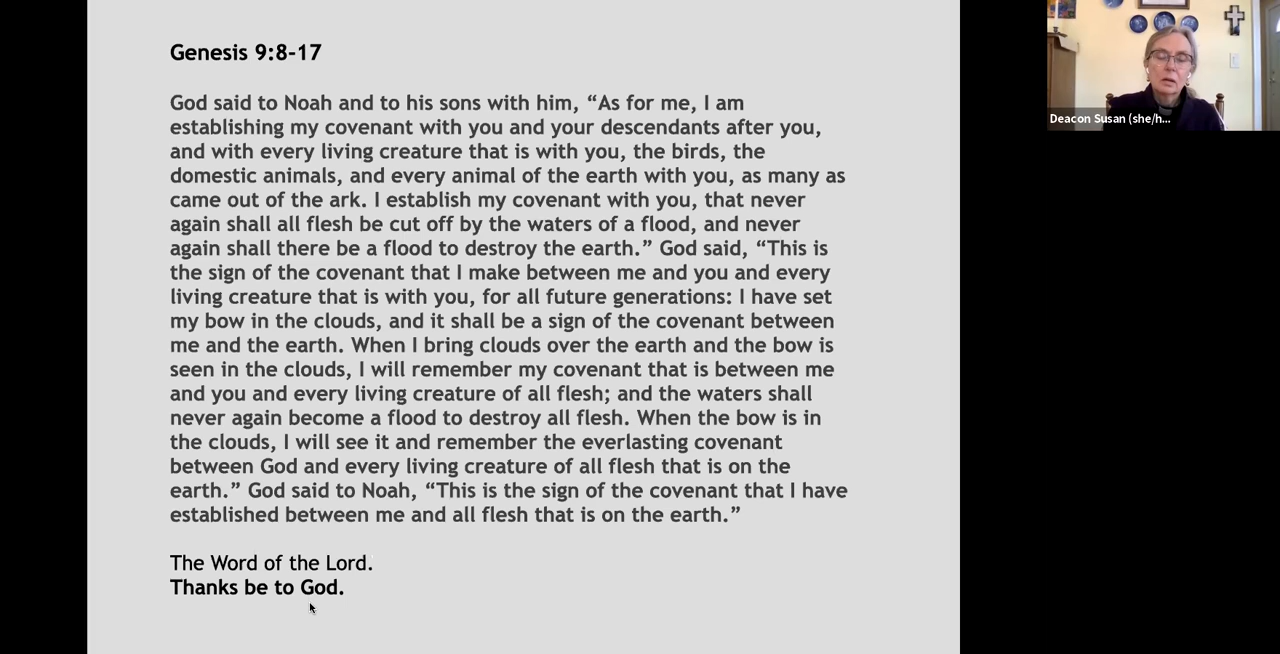 Genesis 9:8-17
God said to Noah and to his sons with him, “As for me, I am
establishing my covenant with you and your descendants after you,
and with every living creature that is with you, the birds, the
domestic animals, and every animal of the earth with you, as many as
came out of the ark. I establish my covenant with you, that never
again shall all flesh be cut off by the waters of a flood, and never
again shall there be a flood to destroy the earth.” God said, “This is
the sign of the covenant that I make between me and you and every
living creature that is with you, for all future generations: I have set
my bow in the clouds, and it shall be a sign of the covenant between
me and the earth. When I bring clouds over the earth and the bow is
seen in the clouds, I will remember my covenant that is between me
and you and every living creature of all flesh; and the waters shall
never again become a flood to destroy all flesh. When the bow is in
the clouds, I will see it and remember the everlasting covenant
between God and every living creature of all flesh that is on the
earth.” God said to Noah, “This is the sign of the covenant that I have
established between me and all flesh that is on the earth.”
The Word of the Lord.
Thanks be to God.
Deacon Susan (she/h...